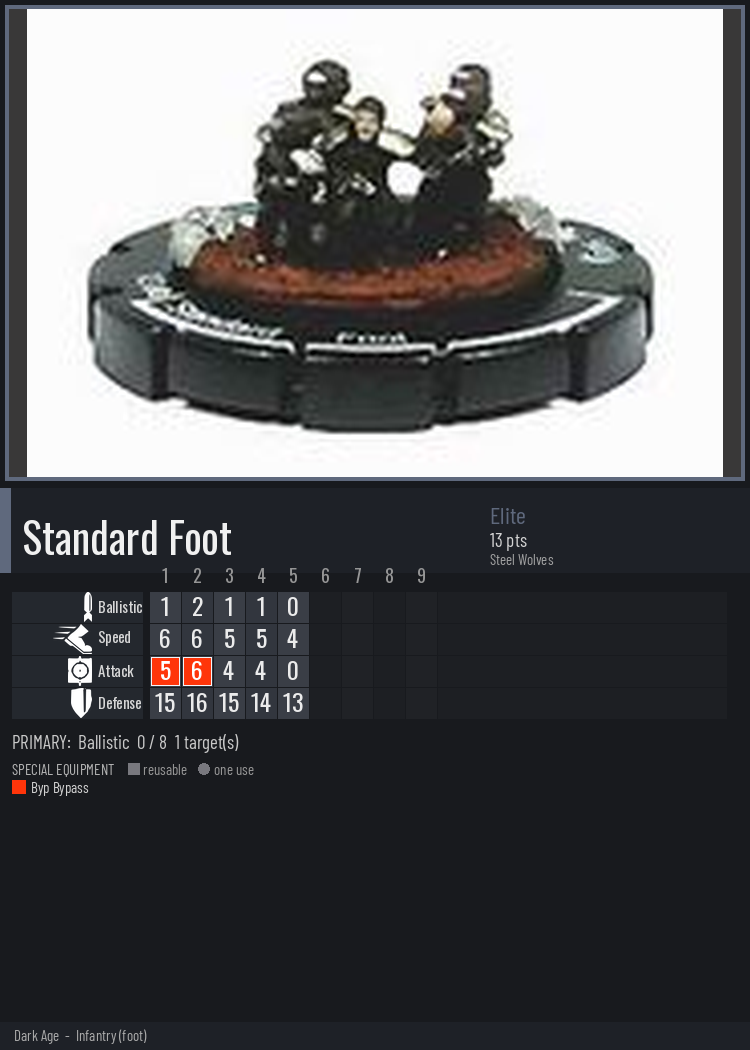 Standard
Foot
Standard Foot
Elite
13 pts
Steel Wolves
1 2 3 4 5 6 7 8 9
Ballistic 1 2 1 1 0
Speed 6 6 5 5 4
Attack 5 6 4 4 0
Defense 15 16 15 14 13
PRIMARY: Ballistic 0 / 8 1 target(s)
SPECIAL EQUIPMENT reusable one use
Byp Bypass
Dark Age - Infantry (foot)